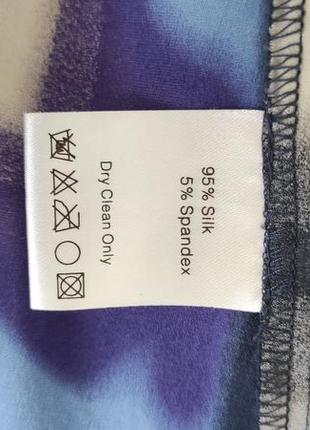 95% Silk
5% Spandex
Dry Clean Only